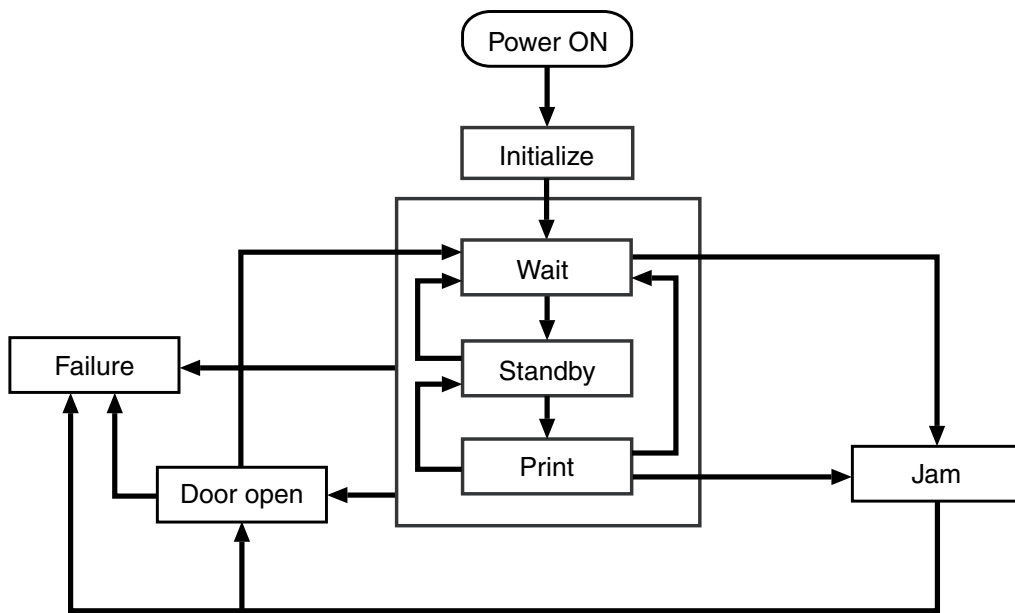 Power ON
Initialize
Wait
Failure
Standby
Print
Door open
Jam